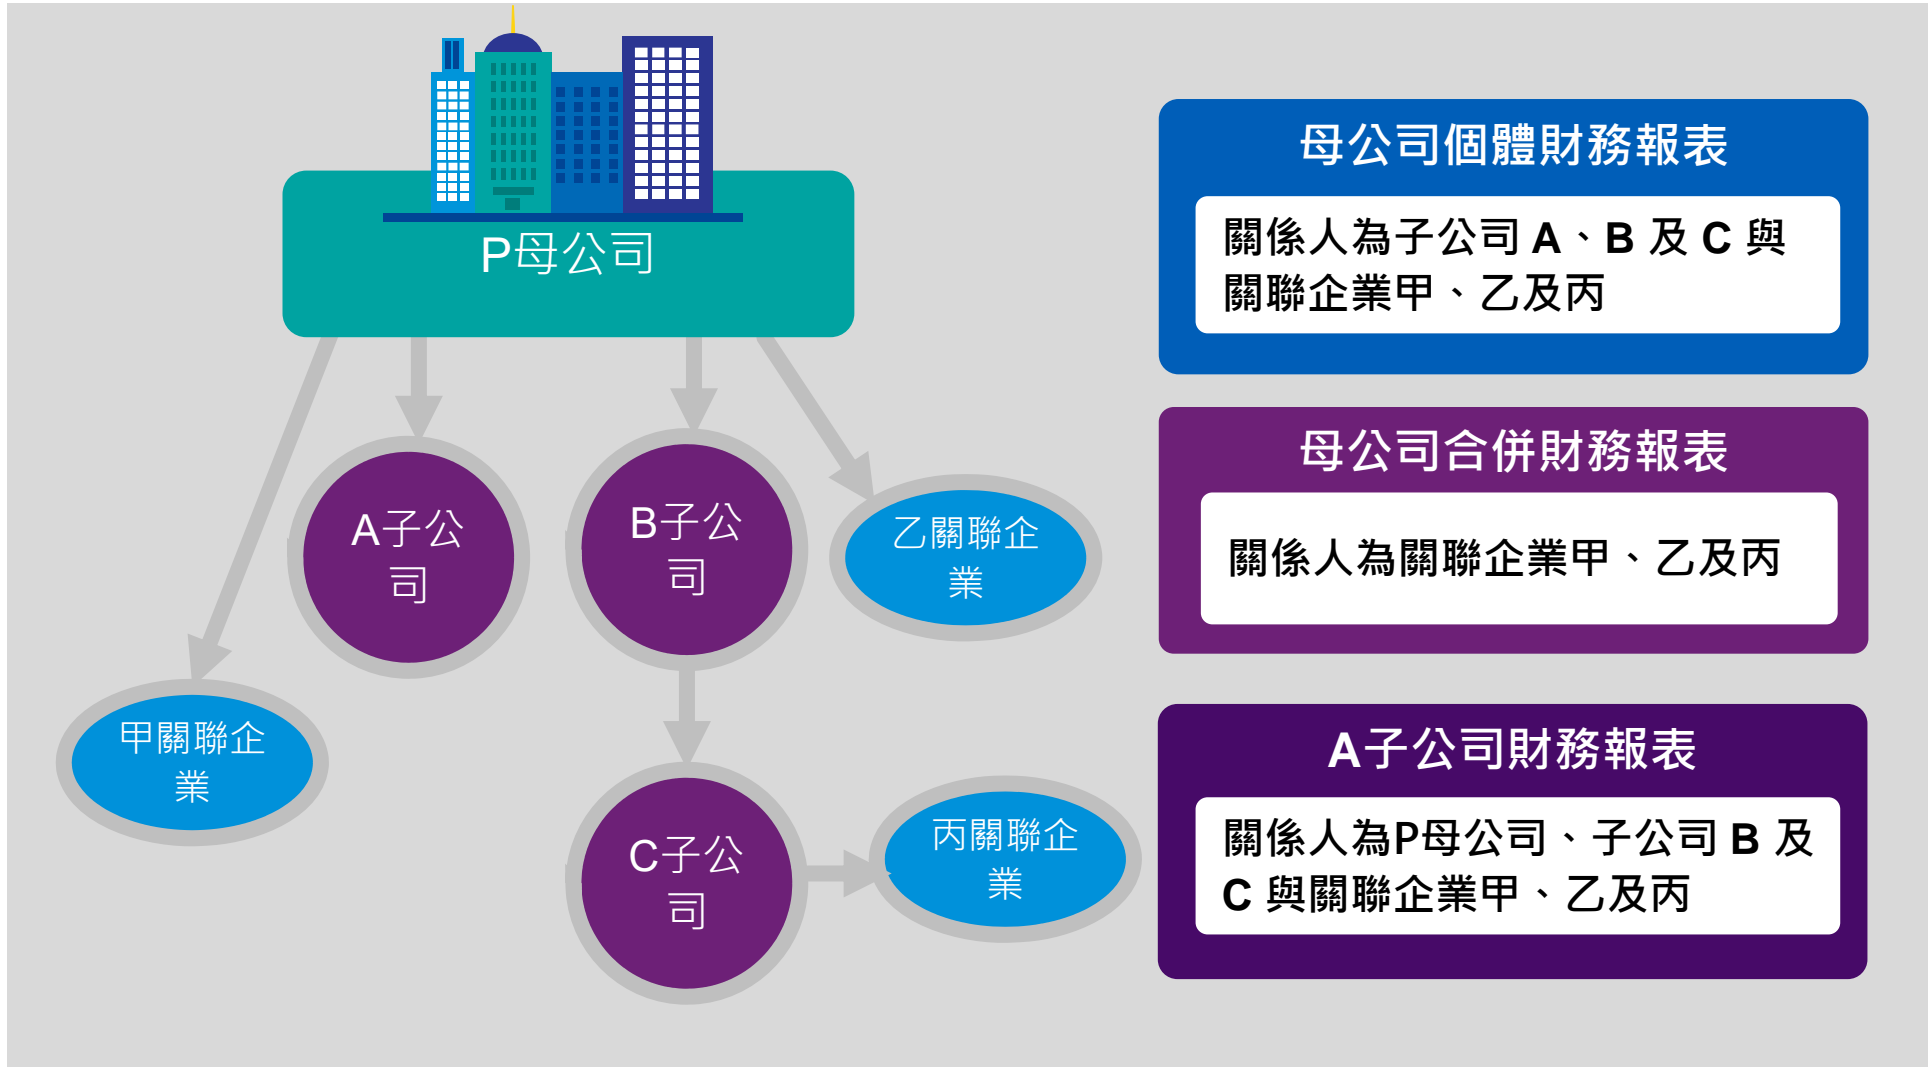 P母公司
A子公
司
B子公
司
乙關聯企
業
甲關聯企
業
C子公
司
丙關聯企
業
母公司個體財務報表
關係人為子公司 A、B 及 C 與
關聯企業甲、乙及丙
母公司合併財務報表
關係人為關聯企業甲、乙及丙
A子公司財務報表
關係人為P母公司、子公司 B 及
C 與關聯企業甲、乙及丙